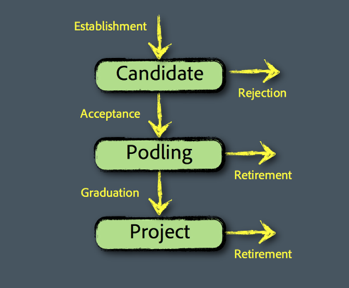 Establishment
Candidate
Rejection
Acceptance
Podling
Retirement
Graduation
Project
Retirement